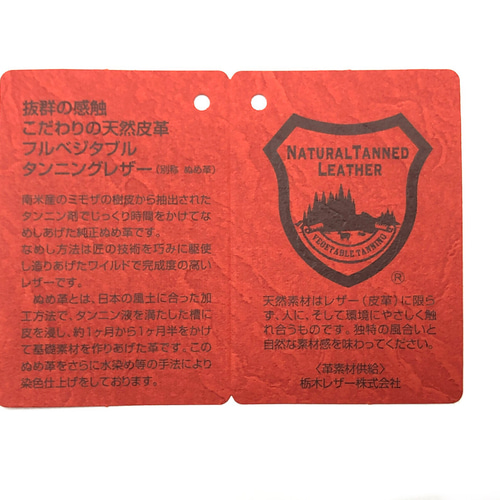 抜群の感触
こだわりの天然皮革
フルベジタブル
タンニングレザー(別称 ぬめ革)
南米産のミモザの樹皮から抽出された
タンニン剤でじっくり時間をかけてな
めしあげた純正ぬめ革です。
なめし方法は匠の技術を巧みに駆使
し造りあげたワイルドで完成度の高い
レザーです。
ぬめ革とは、日本の風土に合った加
工方法で、タンニン液を満たした槽に
皮を浸し、約1ヶ月から1ヶ月半をかけ
て基礎素材を作りあげる革です。この
ぬめ革をさらに水染め等の手法により
染色仕上げをしております。
NATURAL TANNED
LEATHER
VEGETABLE TANNING
®
天然素材はレザー(皮革)に限ら
ず、人に、そして環境にやさしく触
れ合うものです。独特の風合いと
自然な素材感を味わってください。
〈革素材供給〉
栃木レザー株式会社